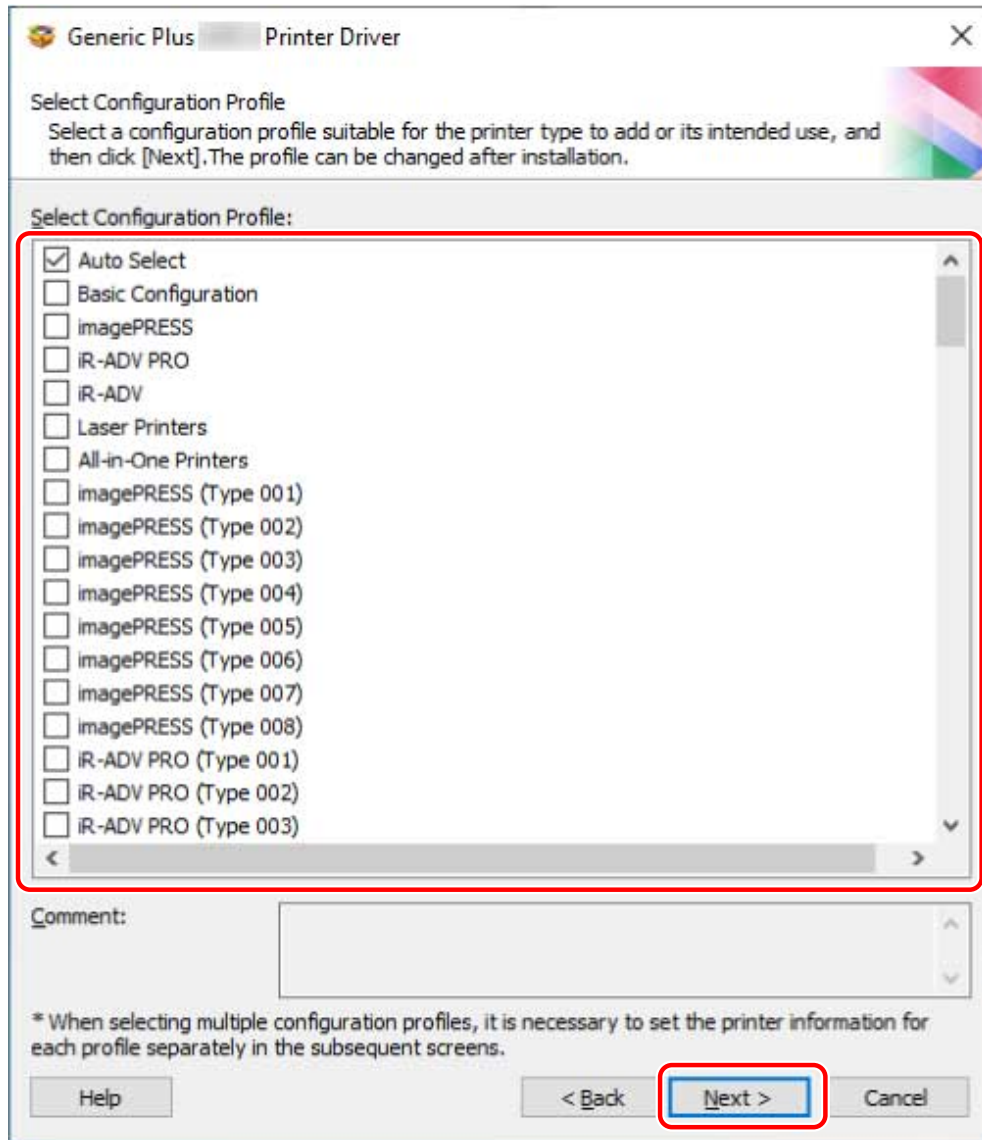 Generic Plus Printer Driver
Select Configuration Profile
Select a configuration profile suitable for the printer type to add or its intended use, and
then click [Next].The profile can be changed after installation.
Select Configuration Profile:
Auto Select
Basic Configuration
imagePRESS
iR-ADV PRO
iR-ADV
Laser Printers
All-in-One Printers
imagePRESS (Type 001)
imagePRESS (Type 002)
imagePRESS (Type 003)
imagePRESS (Type 004)
imagePRESS (Type 005)
imagePRESS (Type 006)
imagePRESS (Type 007)
imagePRESS (Type 008)
iR-ADV PRO (Type 001)
iR-ADV PRO (Type 002)
iR-ADV PRO (Type 003)
Comment:
* When selecting multiple configuration profiles, it is necessary to set the printer information for
each profile separately in the subsequent screens.
Help < Back Next > Cancel